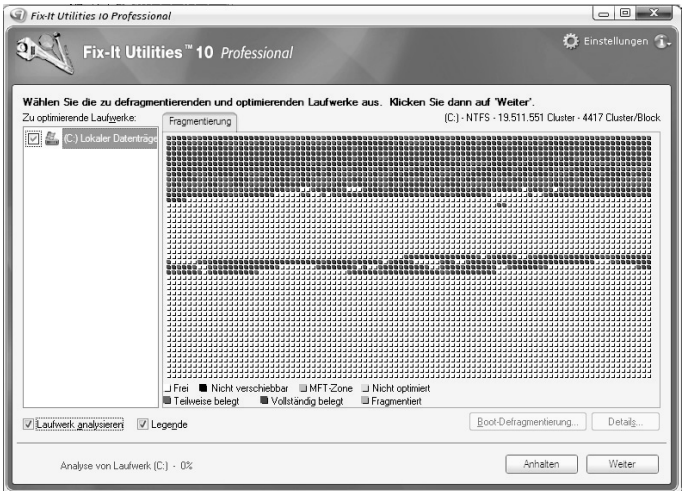 Fix-It Utilities 10 Professional
Fix-It Utilities™ 10 Professional
Einstellungen
Wählen Sie die zu defragmentierenden und optimierenden Laufwerke aus. Klicken Sie dann auf 'Weiter'.
Zu optimierende Laufwerke:
Fragmentierung
(C:) - NTFS - 19.511.551 Cluster - 4417 Cluster/Block
(C:) Lokaler Datenträge
Frei Nicht verschiebbar MFT-Zone Nicht optimiert
Teilweise belegt Vollständig belegt Fragmentiert
Laufwerk analysieren Legende
Boot-Defragmentierung... Details...
Analyse von Laufwerk (C:) - 0%
Anhalten Weiter